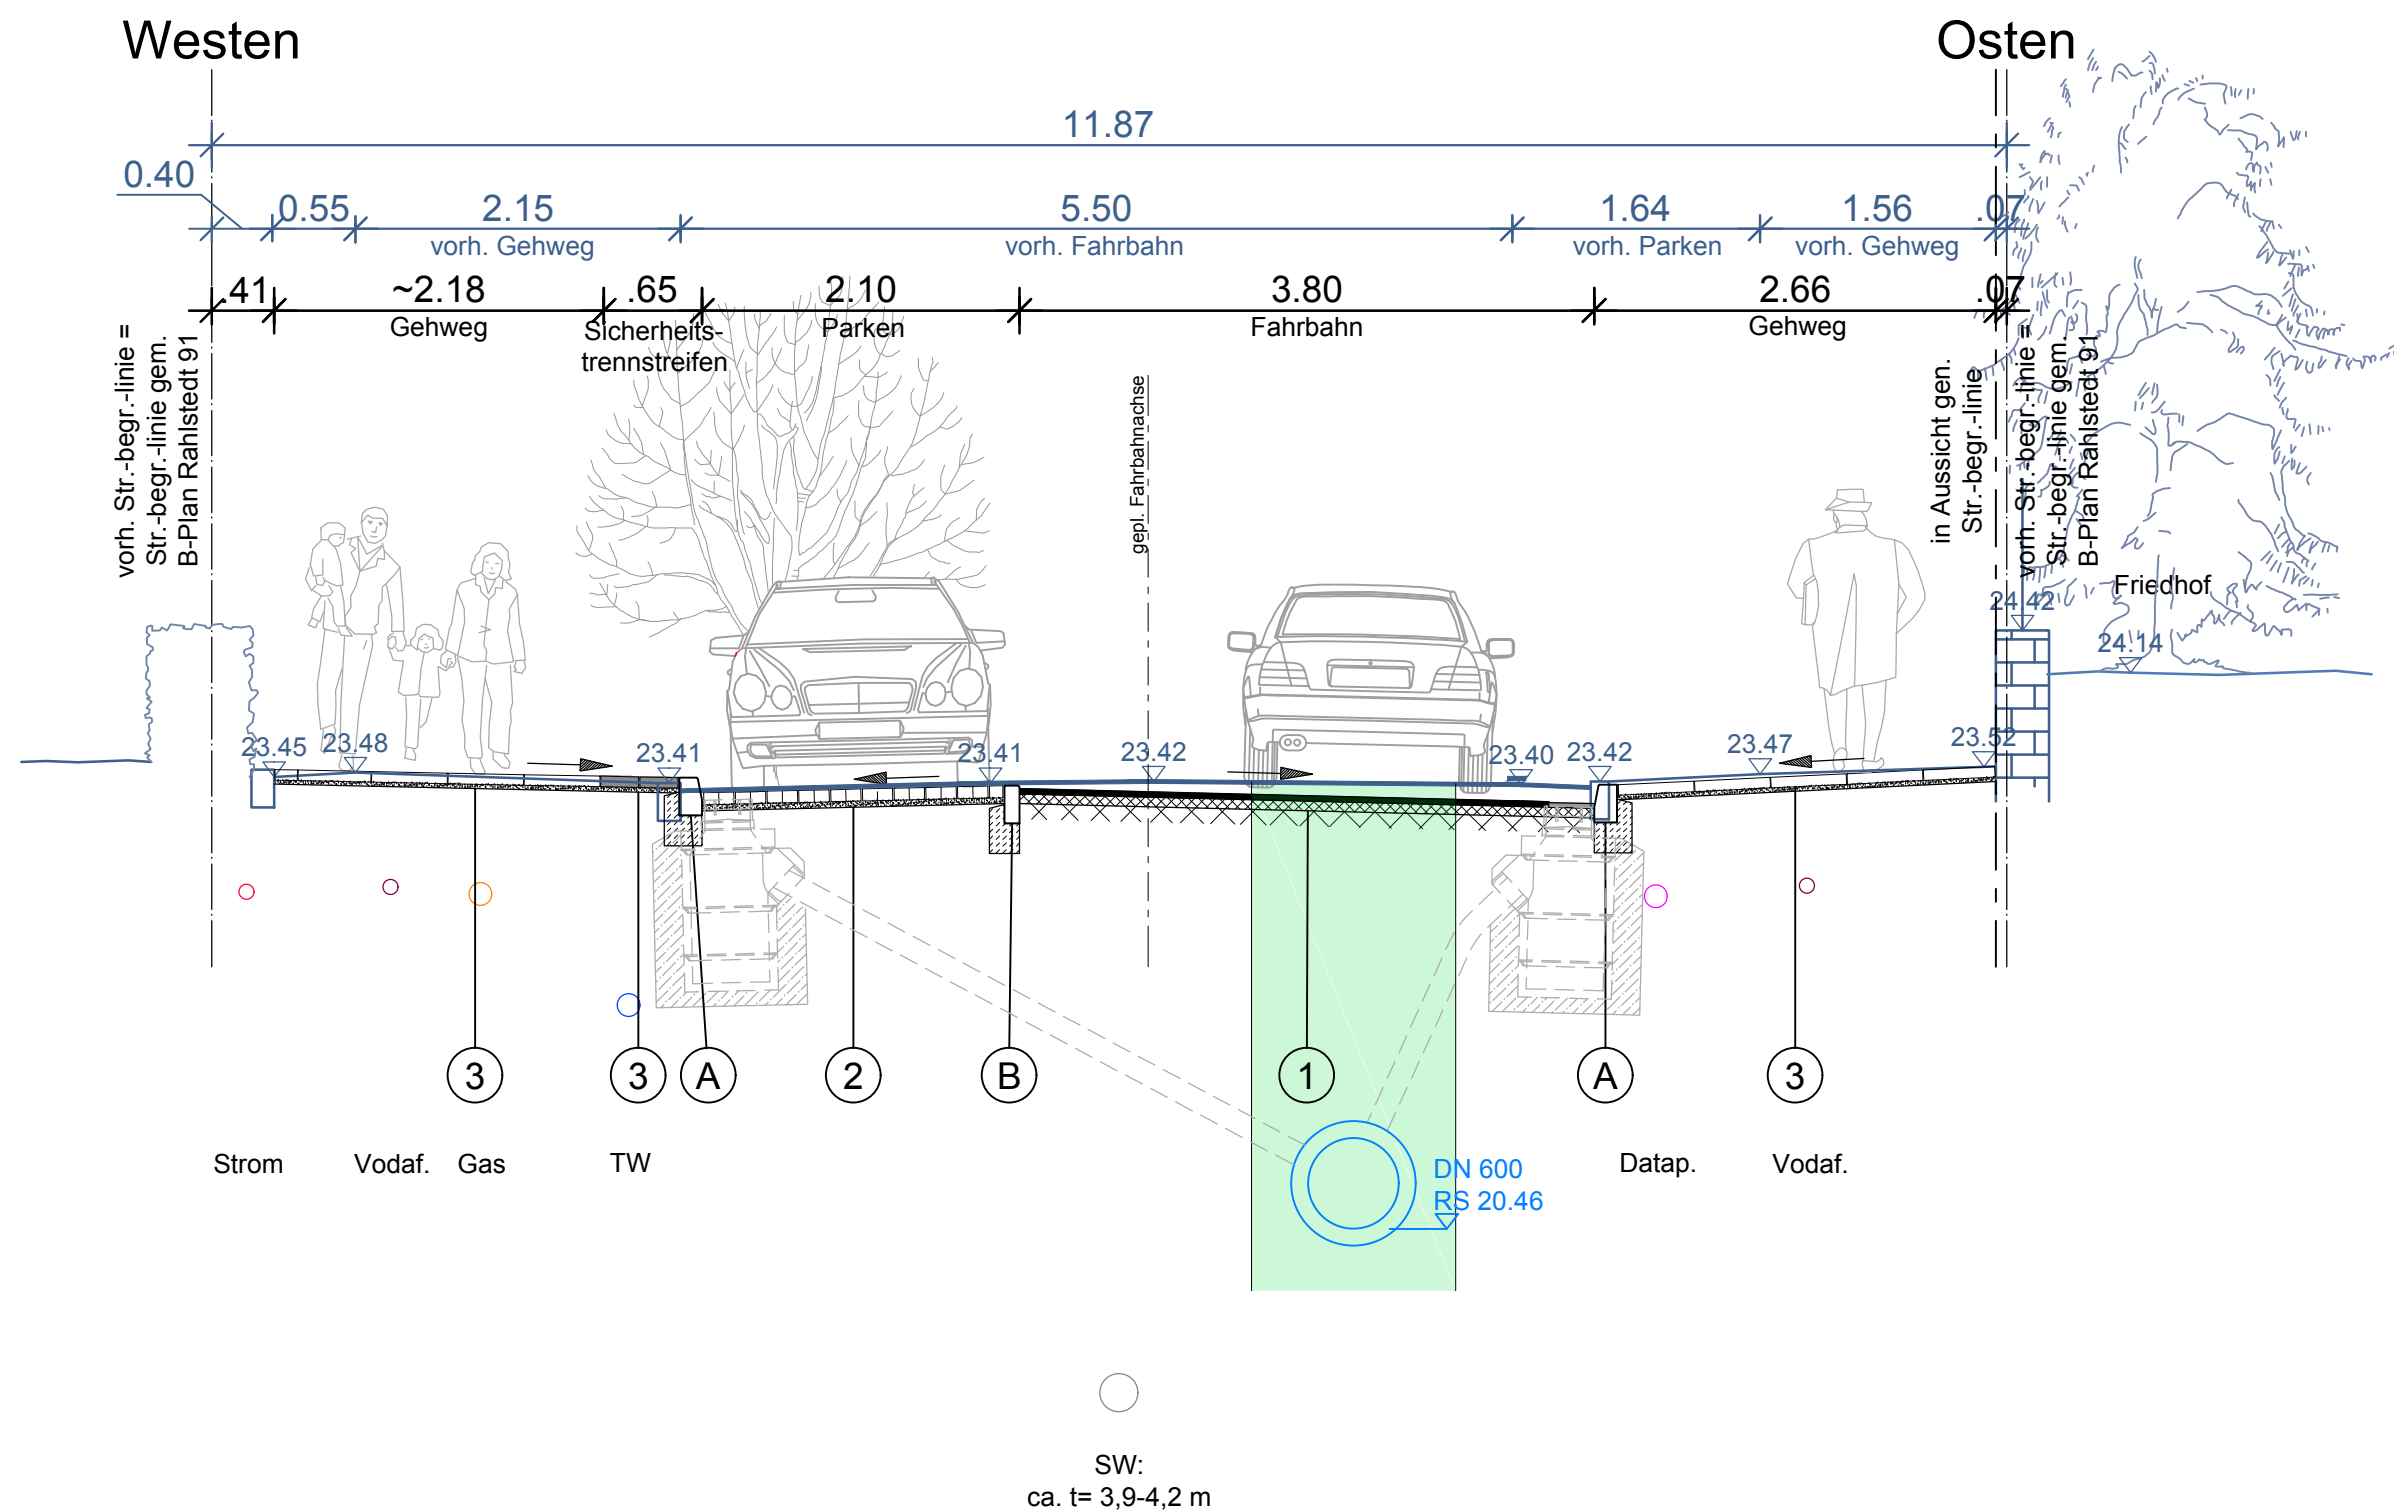 Westen
Osten
11.87
0.40
0.55
2.15
5.50
1.64
1.56
.07
vorh. Gehweg
vorh. Fahrbahn
vorh. Parken
vorh. Gehweg
.41
~2.18
.65
2.10
3.80
2.66
.07
Gehweg
Sicherheits-
trennstreifen
Parken
Fahrbahn
Gehweg
vorh. Str.-begr.-linie =
Str.-begr.-linie gem.
B-Plan Rahlstedt 91
gepl. Fahrbahnachse
in Aussicht gen.
Str.-begr.-linie
vorh. Str.-begr.-linie =
Str.-begr.-linie gem.
B-Plan Rahlstedt 91
Friedhof
24.42
24.14
23.45
23.48
23.41
23.41
23.42
23.40
23.42
23.47
23.52
3
3
A
2
B
1
A
3
Strom
Vodaf.
Gas
TW
DN 600
RS 20.46
Datap.
Vodaf.
SW:
ca. t= 3,9-4,2 m